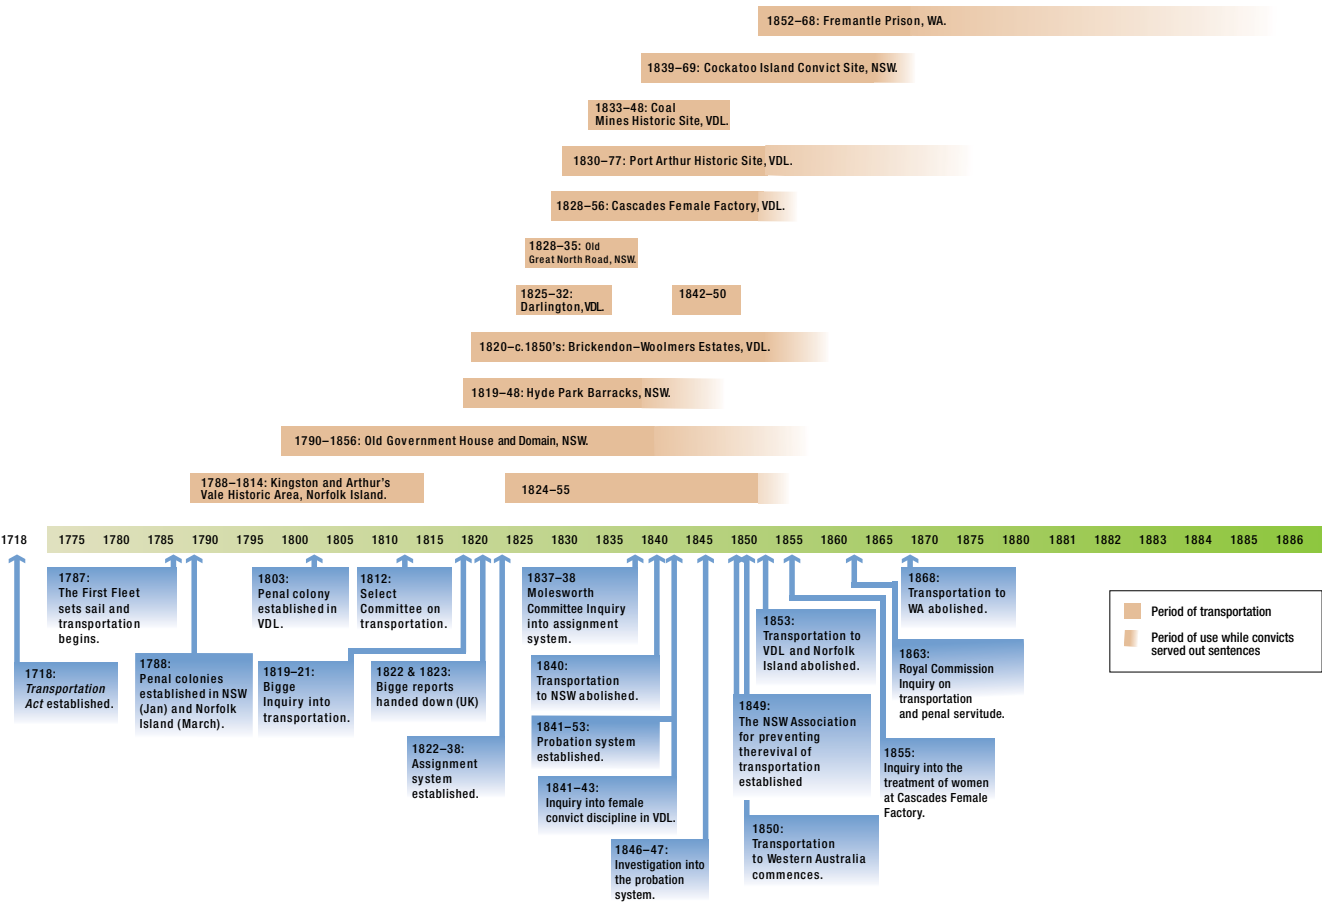 1852–68: Fremantle Prison, WA.
1839–69: Cockatoo Island Convict Site, NSW.
1833–48: Coal
Mines Historic Site, VDL.
1830–77: Port Arthur Historic Site, VDL.
1828–56: Cascades Female Factory, VDL.
1828–35: Old
Great North Road, NSW.
1825–32:
Darlington, VDL.
1842–50
1820–c.1850's: Brickendon–Woolmers Estates, VDL.
1819–48: Hyde Park Barracks, NSW.
1790–1856: Old Government House and Domain, NSW.
1788–1814: Kingston and Arthur's
Vale Historic Area, Norfolk Island.
1824–55
1718 1775 1780 1785 1790 1795 1800 1805 1810 1815 1820 1825 1830 1835 1840 1845 1850 1855 1860 1865 1870 1875 1880 1881 1882 1883 1884 1885 1886
1787:
The First Fleet
sets sail and
transportation
begins.
1718:
Transportation
Act established.
1788:
Penal colonies
established in NSW
(Jan) and Norfolk
Island (March).
1803:
Penal colony
established in
VDL.
1812:
Select
Committee on
transportation.
1819–21:
Bigge
Inquiry into
transportation.
1822 & 1823:
Bigge reports
handed down (UK)
1822–38:
Assignment
system
established.
1837–38
Molesworth
Committee Inquiry
into assignment
system.
1840:
Transportation
to NSW abolished.
1841–53:
Probation system
established.
1841–43:
Inquiry into female
convict discipline in VDL.
1846–47:
Investigation into
the probation
system.
1853:
Transportation to
VDL and Norfolk
Island abolished.
1849:
The NSW Association
for preventing
therevival of
transportation
established
1850:
Transportation
to Western Australia
commences.
1868:
Transportation to
WA abolished.
1863:
Royal Commission
Inquiry on
transportation
and penal servitude.
1855:
Inquiry into the
treatment of women
at Cascades Female
Factory.
Period of transportation
Period of use while convicts
served out sentences